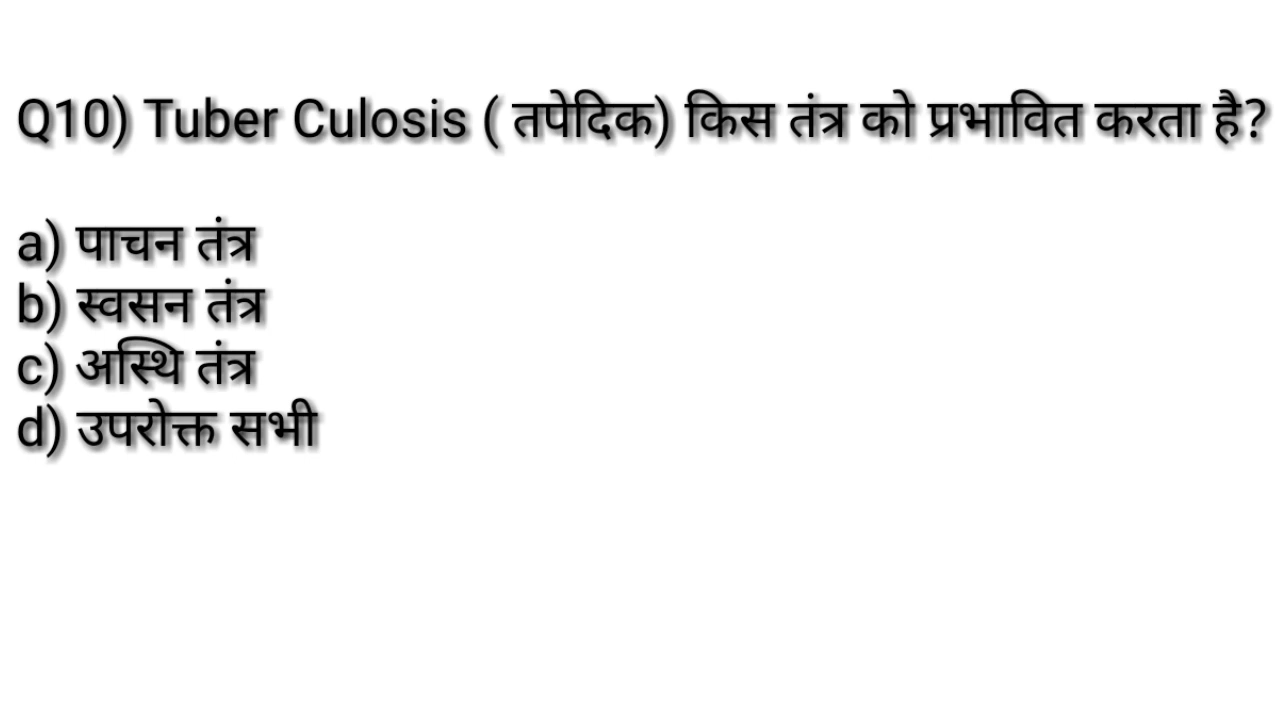 Q10) Tuber Culosis ( तपेदिक) किस तंत्र को प्रभावित करता है?
a) पाचन तंत्र
b) स्वसन तंत्र
c) अस्थि तंत्र
d) उपरोक्त सभी